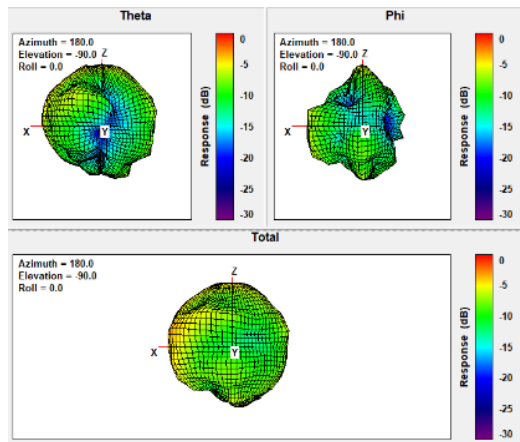 Theta
Azimuth = 180.0
Elevation = -90.0
Roll = 0.0
Z
X
Y
0
-5
-10
-15
-20
-25
-30
Response (dB)
Phi
Azimuth = 180.0
Elevation = -90.0
Roll = 0.0
Z
X
Y
0
-5
-10
-15
-20
-25
-30
Response (dB)
Total
Azimuth = 180.0
Elevation = -90.0
Roll = 0.0
Z
X
Y
0
-5
-10
-15
-20
-25
-30
Response (dB)